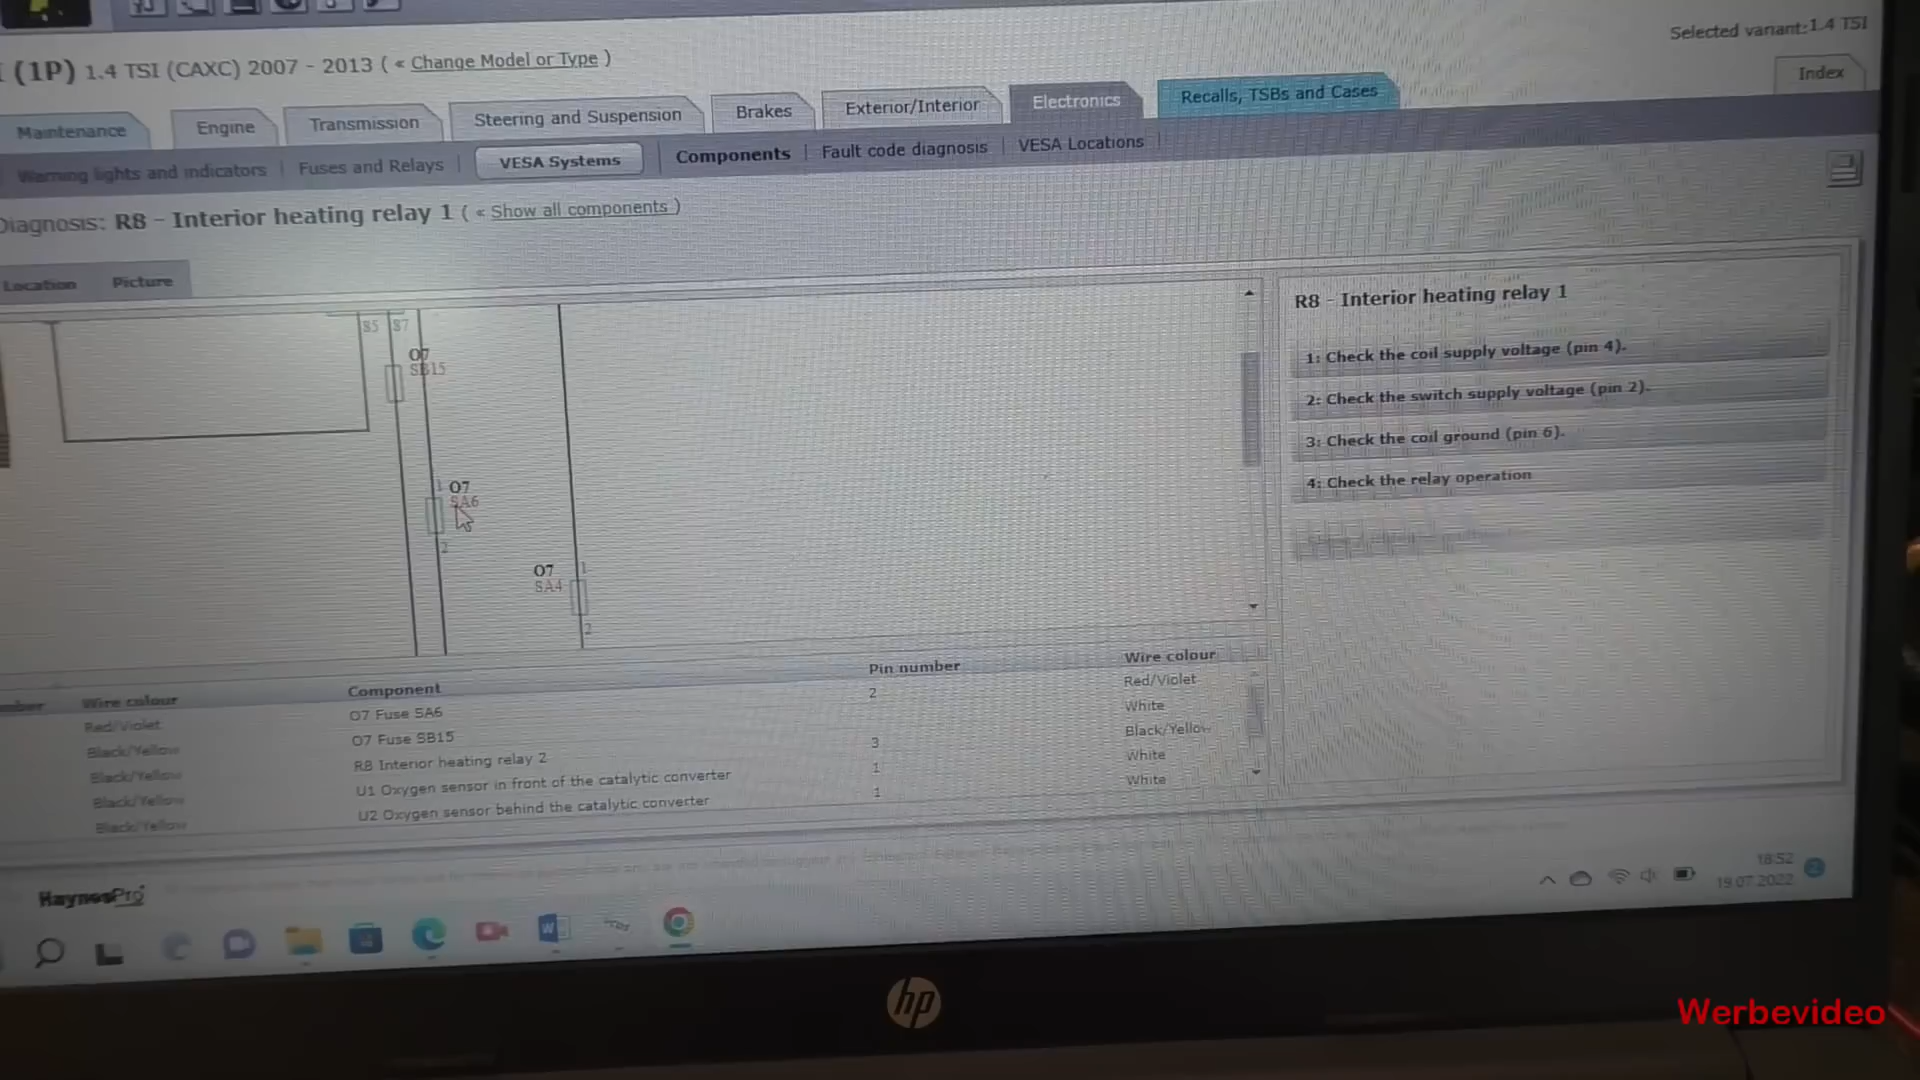 Selected variant:1.4 TSI
(1P) 1.4 TSI (CAXC) 2007 - 2013 ( « Change Model or Type )
Index
Maintenance Engine Transmission Steering and Suspension Brakes Exterior/Interior Electronics Recalls, TSBs and Cases
Warning lights and indicators Fuses and Relays VESA Systems Components Fault code diagnosis VESA Locations
Diagnosis: R8 - Interior heating relay 1 ( « Show all components )
Location Picture
R8 - Interior heating relay 1
1: Check the coil supply voltage (pin 4).
2: Check the switch supply voltage (pin 2).
3: Check the coil ground (pin 6).
4: Check the relay operation
85 87
O7
SB15
1 O7
SA6
2
O7 1
SA4
2
Wire colour Component Pin number Wire colour
Red/Violet O7 Fuse SA6 2 Red/Violet
Black/Yellow O7 Fuse SB15 White
Black/Yellow R8 Interior heating relay 2 3 Black/Yellow
Black/Yellow U1 Oxygen sensor in front of the catalytic converter 1 White
Black/Yellow U2 Oxygen sensor behind the catalytic converter 1 White
HaynesPro
18:52
19.07.2022
hp
Werbevideo